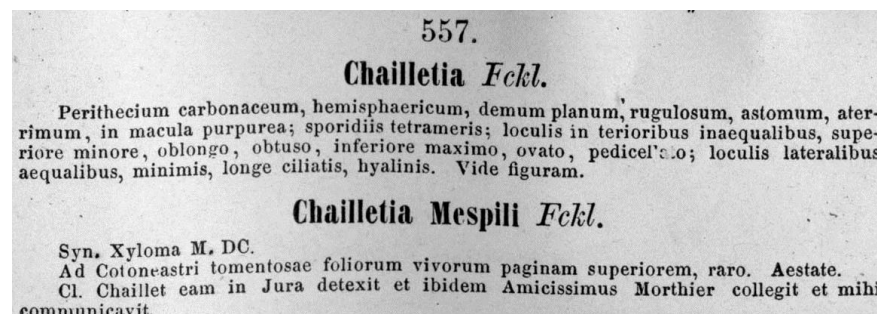 557.
Chailletia Fckl.
Perithecium carbonaceum, hemisphaericum, demum planum, rugulosum, astomum, ater-
rimum, in macula purpurea; sporidiis tetrameris; loculis in terioribus inaequalibus, supe-
riore minore, oblongo, obtuso, inferiore maximo, ovato, pedicellato; loculis lateralibus
aequalibus, minimis, longe ciliatis, hyalinis. Vide figuram.
Chailletia Mespili Fckl.
Syn. Xyloma M. DC.
Ad Cotoneastri tomentosae foliorum vivorum paginam superiorem, raro. Aestate.
Cl. Chaillet eam in Jura detexit et ibidem Amicissimus Morthier collegit et mihi
communicavit